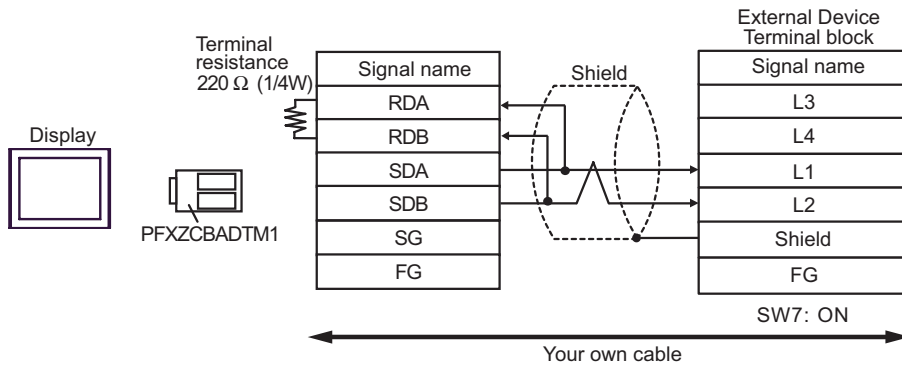 External Device
Terminal block
Terminal
resistance
220 Ω (1/4W)
Signal name
Shield
Signal name
RDA
L3
Display
RDB
L4
SDA
L1
SDB
L2
PFXZCBADTM1
SG
Shield
FG
FG
SW7: ON
Your own cable